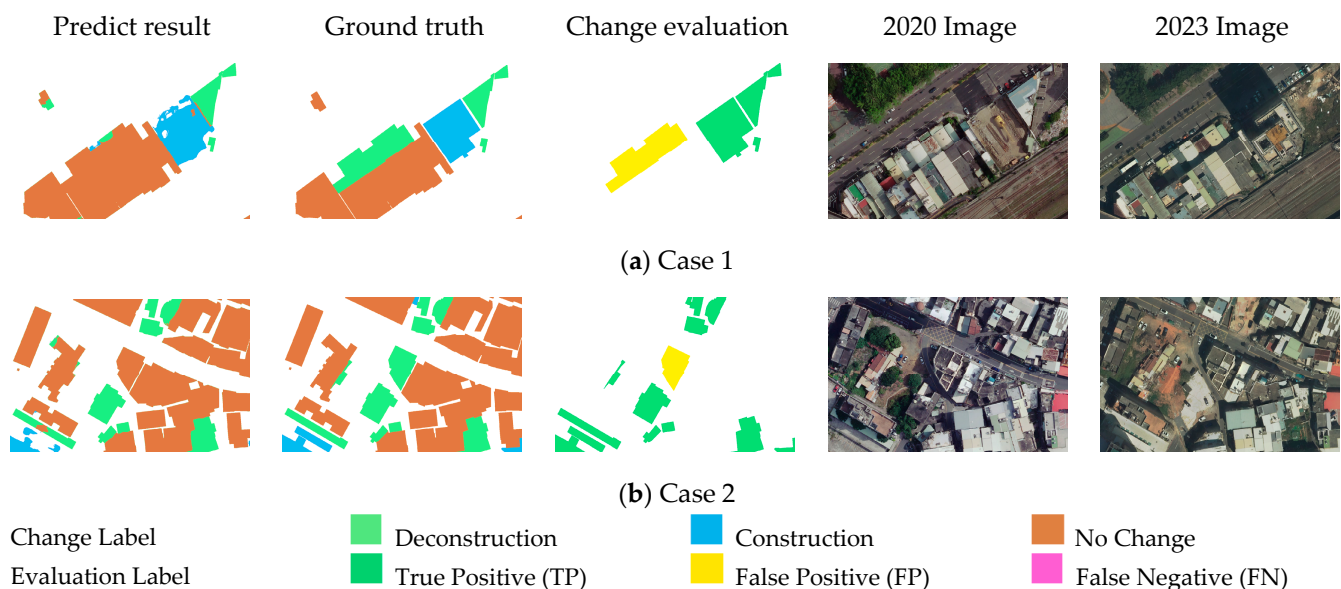 Predict result Ground truth Change evaluation 2020 Image 2023 Image
(a) Case 1
(b) Case 2
Change Label Deconstruction Construction No Change
Evaluation Label True Positive (TP) False Positive (FP) False Negative (FN)